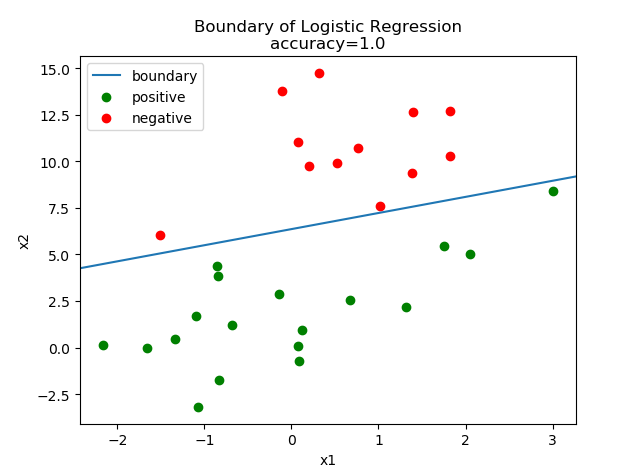 Boundary of Logistic Regression
accuracy=1.0
boundary
positive
negative
15.0
12.5
10.0
7.5
5.0
2.5
0.0
−2.5
x2
−2
−1
0
1
2
3
x1